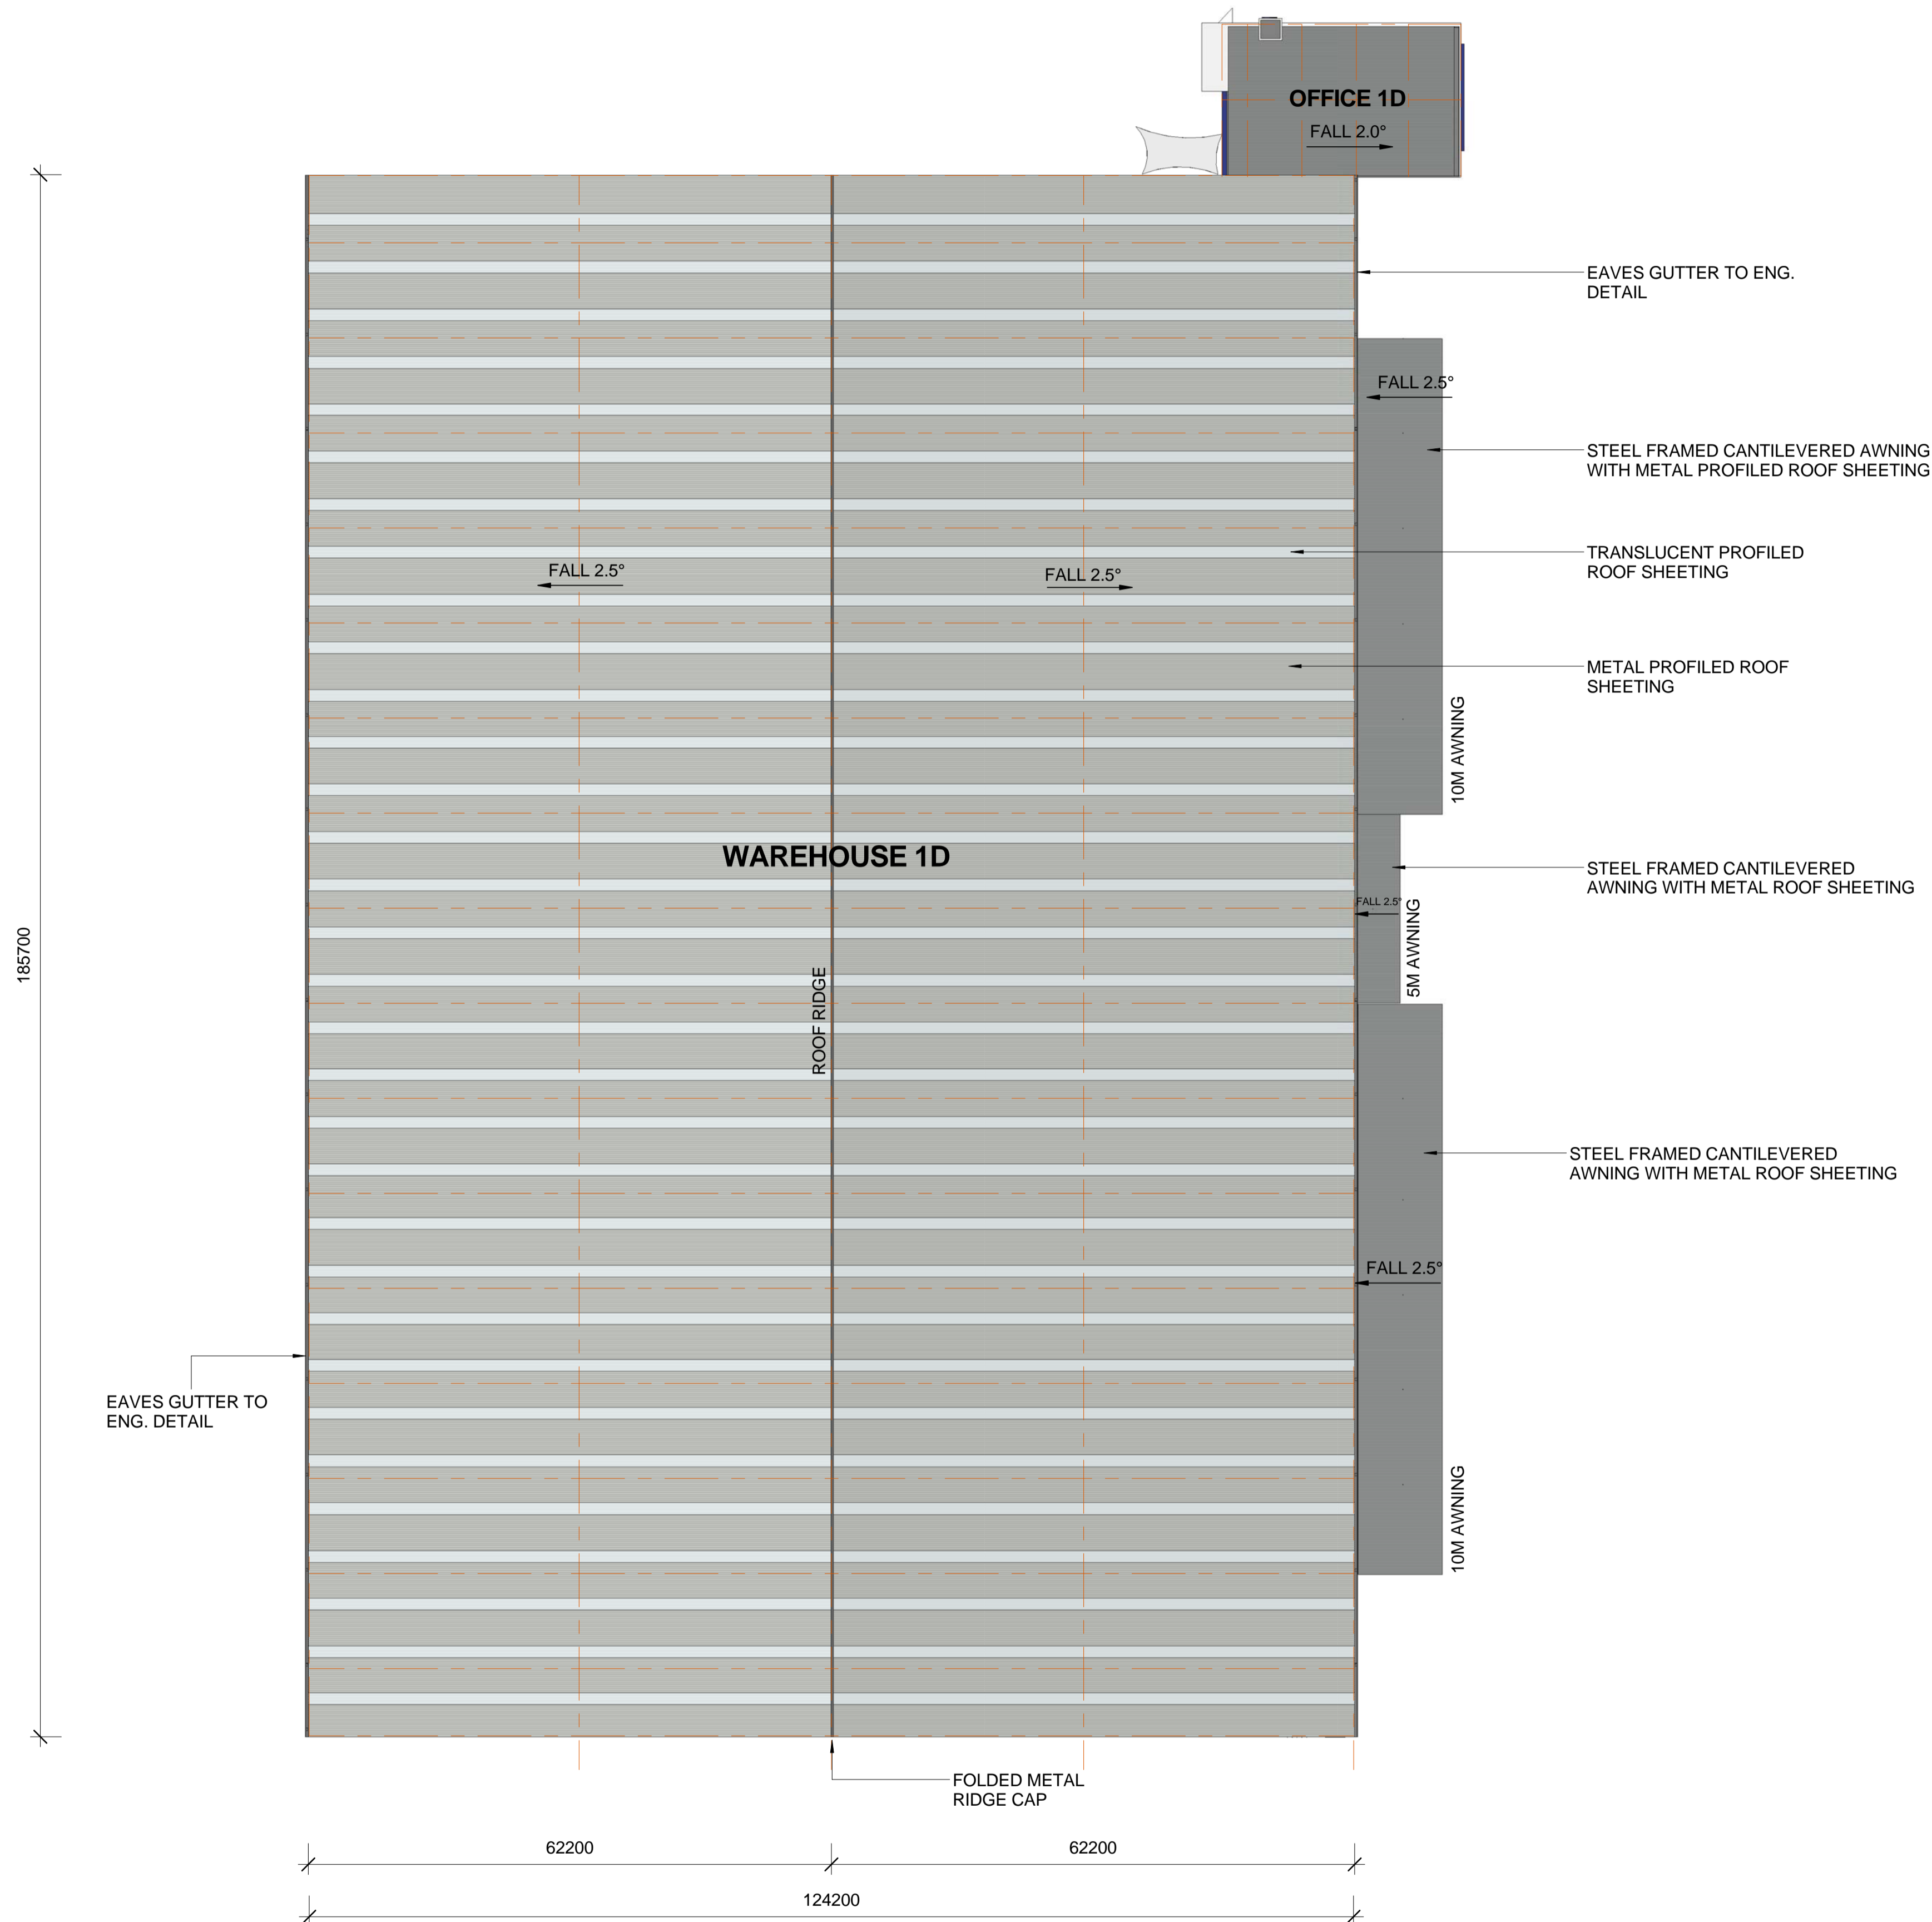 OFFICE 1D
FALL 2.0°
EAVES GUTTER TO ENG.
DETAIL
FALL 2.5°
STEEL FRAMED CANTILEVERED AWNING
WITH METAL PROFILED ROOF SHEETING
TRANSLUCENT PROFILED
ROOF SHEETING
FALL 2.5°
FALL 2.5°
METAL PROFILED ROOF
SHEETING
10M AWNING
WAREHOUSE 1D
STEEL FRAMED CANTILEVERED
AWNING WITH METAL ROOF SHEETING
FALL 2.5°
5M AWNING
185700
ROOF RIDGE
STEEL FRAMED CANTILEVERED
AWNING WITH METAL ROOF SHEETING
FALL 2.5°
EAVES GUTTER TO
ENG. DETAIL
10M AWNING
FOLDED METAL
RIDGE CAP
62200
62200
124200